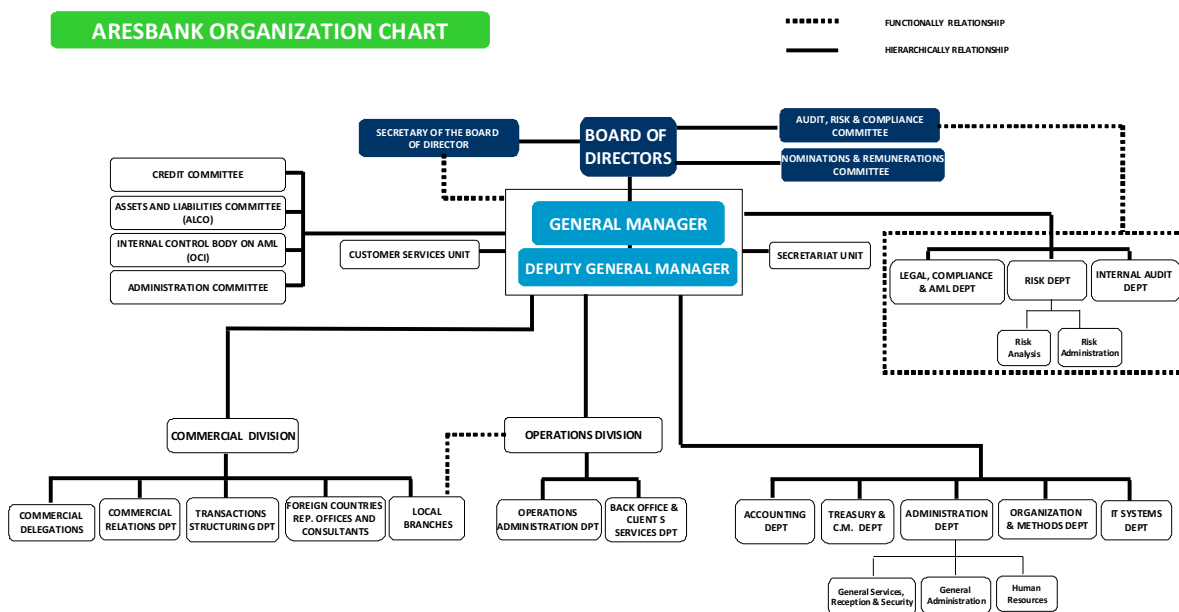 ARESBANK ORGANIZATION CHART
FUNCTIONALLY RELATIONSHIP
HIERARCHICALLY RELATIONSHIP
SECRETARY OF THE BOARD
OF DIRECTOR
BOARD OF
DIRECTORS
AUDIT, RISK & COMPLIANCE
COMMITTEE
NOMINATIONS & REMUNERATIONS
COMMITTEE
CREDIT COMMITTEE
ASSETS AND LIABILITIES COMMITTEE
(ALCO)
INTERNAL CONTROL BODY ON AML
(OCI)
ADMINISTRATION COMMITTEE
GENERAL MANAGER
DEPUTY GENERAL MANAGER
CUSTOMER SERVICES UNIT
SECRETARIAT UNIT
LEGAL, COMPLIANCE
& AML DEPT
RISK DEPT
INTERNAL AUDIT
DEPT
Risk
Analysis
Risk
Administration
COMMERCIAL DIVISION
OPERATIONS DIVISION
COMMERCIAL
DELEGATIONS
COMMERCIAL
RELATIONS DPT
TRANSACTIONS
STRUCTURING DPT
FOREIGN COUNTRIES
REP. OFFICES AND
CONSULTANTS
LOCAL
BRANCHES
OPERATIONS
ADMINISTRATION DPT
BACK OFFICE &
CLIENT S
SERVICES DPT
ACCOUNTING
DEPT
TREASURY &
C.M. DEPT
ADMINISTRATION
DEPT
ORGANIZATION
& METHODS DEPT
IT SYSTEMS
DEPT
General Services,
Reception & Security
General
Administration
Human
Resources